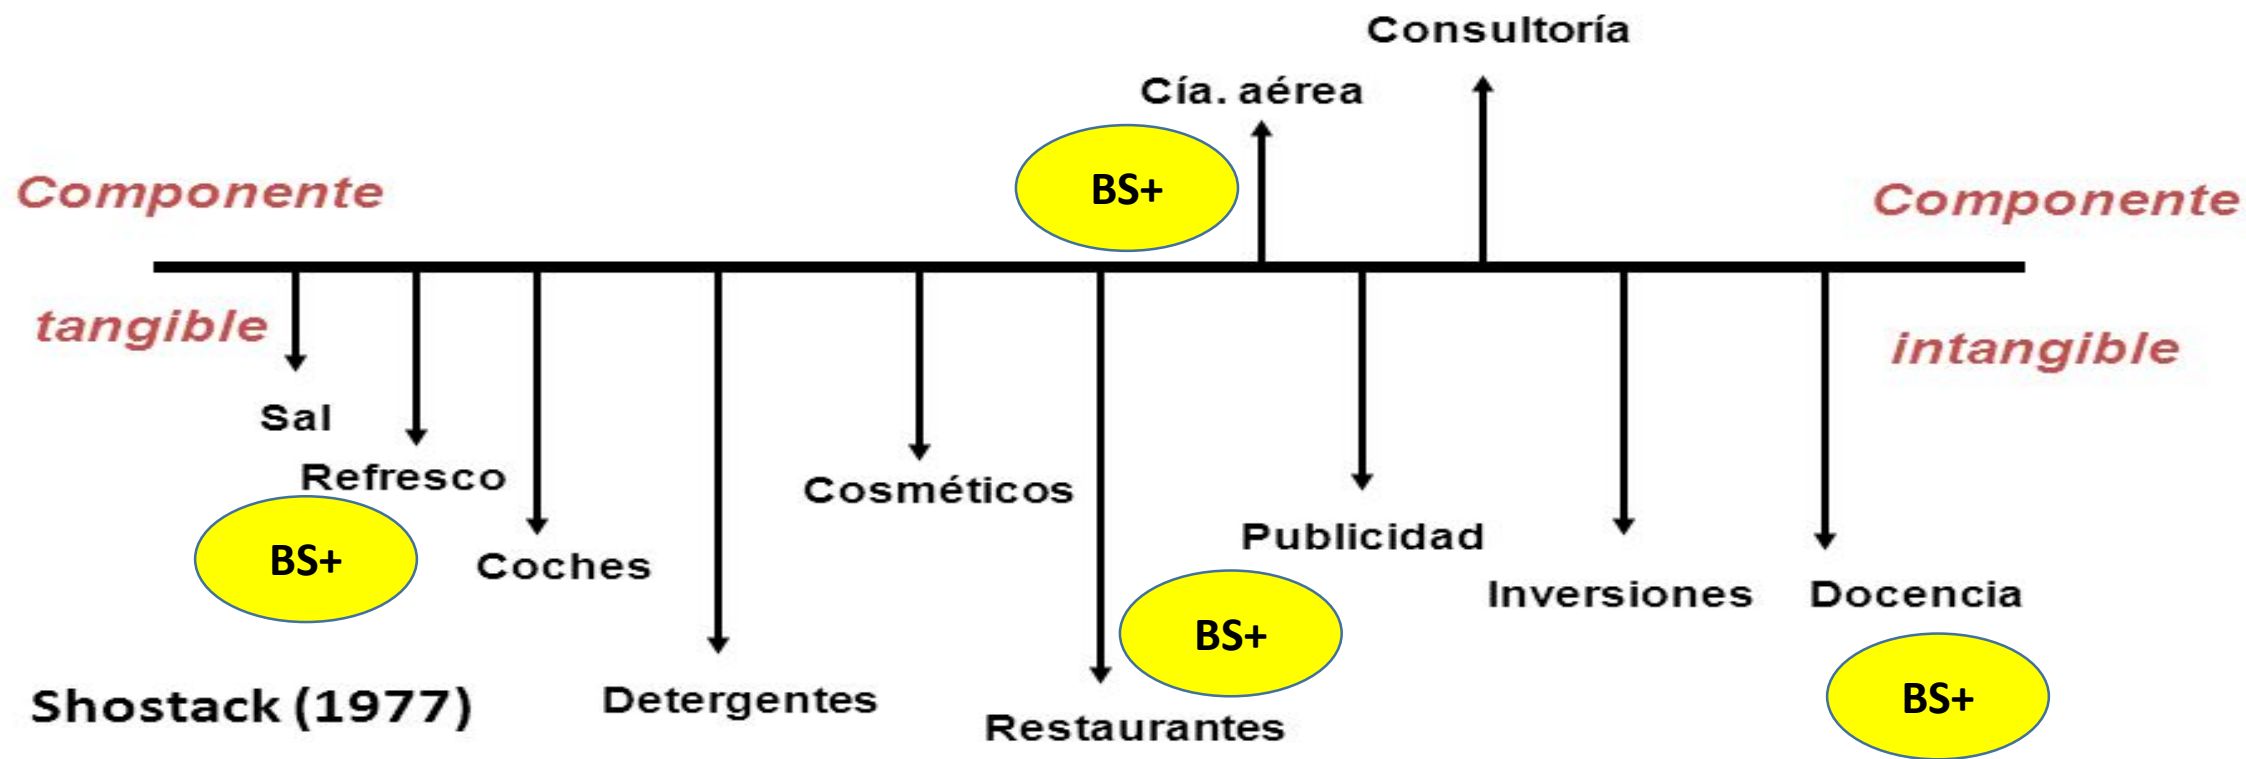 Consultoría
Cía. aérea
BS+
Componente
Componente
tangible
intangible
Sal
Refresco
Cosméticos
BS+
Coches
Publicidad
Inversiones
Docencia
BS+
BS+
Shostack (1977)
Detergentes
Restaurantes